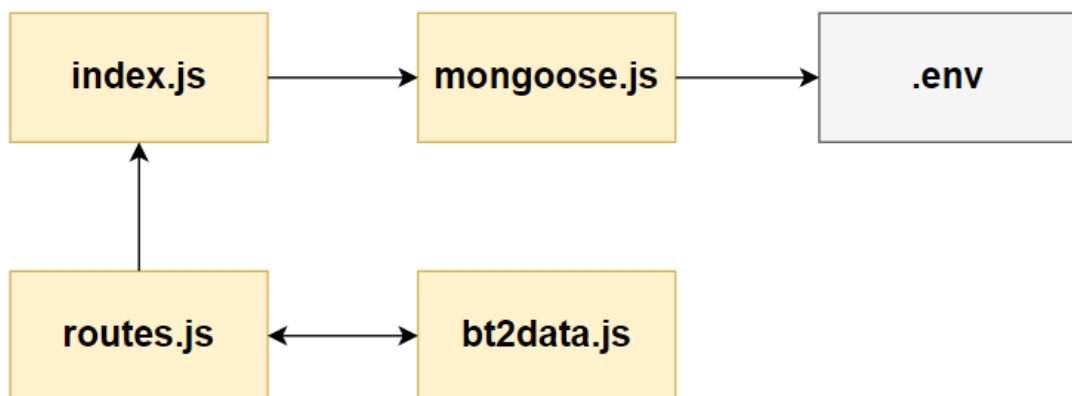 index.js
mongoose.js
.env
routes.js
bt2data.js